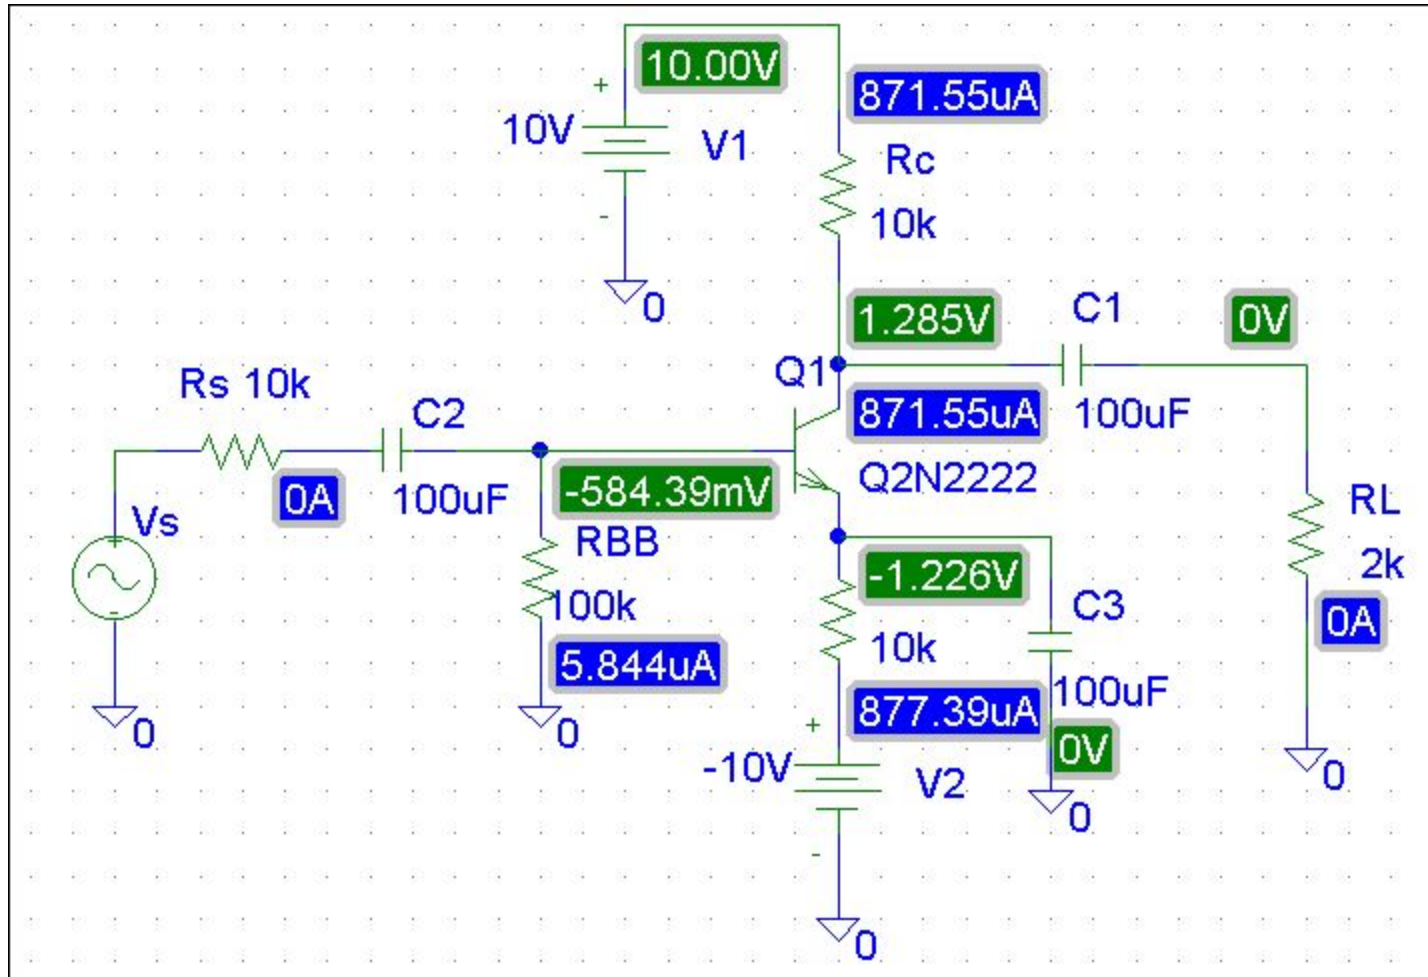 10.00V
871.55uA
+
10V
V1
Rc
10k
-
0
1.285V
C1
0V
Q1
Rs 10k
C2
871.55uA
100uF
Q2N2222
100uF
-584.39mV
0A
Vs
+
RBB
RL
-1.226V
2k
100k
C3
10k
0A
-
5.844uA
100uF
877.39uA
+
0
0
0V
-10V
V2
0
0
-
0